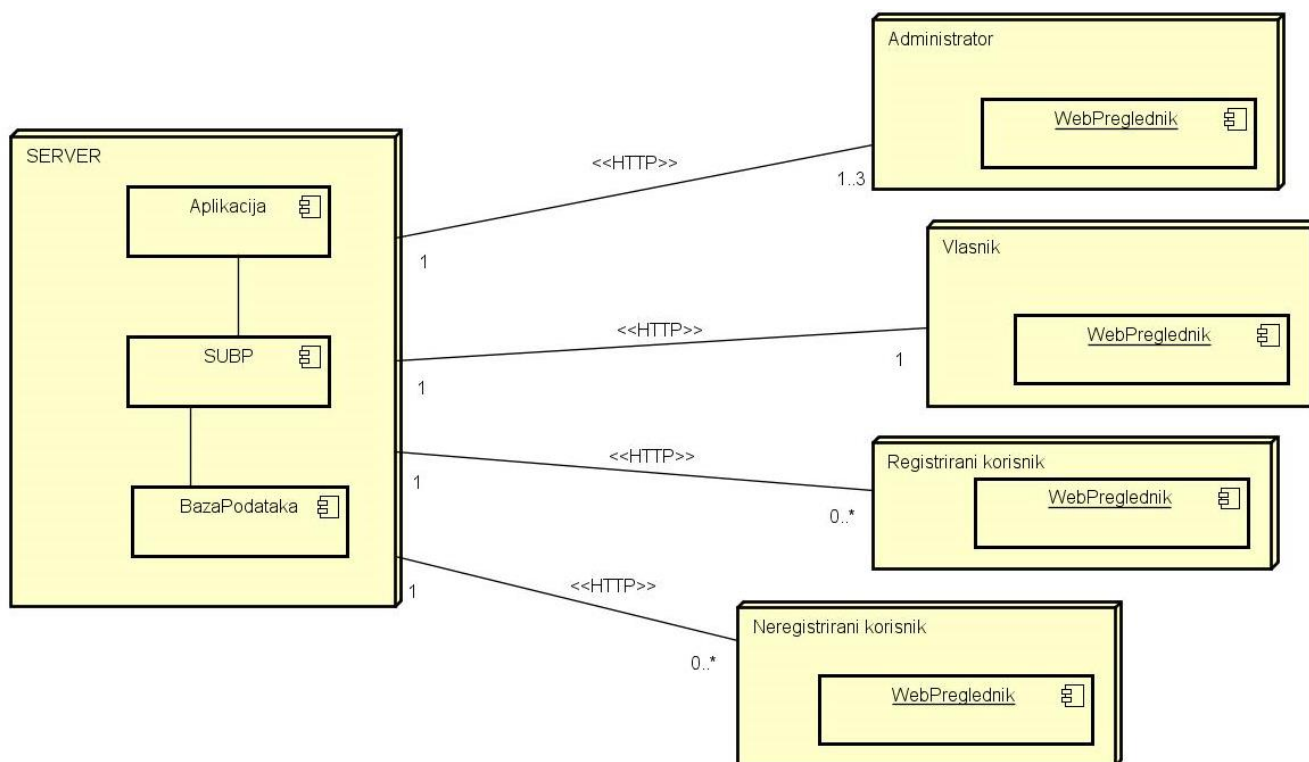 SERVER
Aplikacija
SUBP
BazaPodataka
<<HTTP>>
1
1..3
Administrator
WebPreglednik
<<HTTP>>
1
1
Vlasnik
WebPreglednik
<<HTTP>>
1
0..*
Registrirani korisnik
WebPreglednik
<<HTTP>>
1
0..*
Neregistrirani korisnik
WebPreglednik